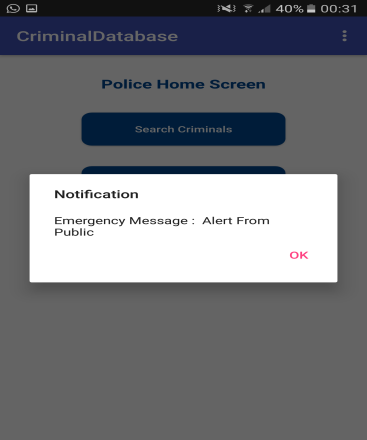 40% 00:31
CriminalDatabase
Police Home Screen
Search Criminals
Notification
Emergency Message : Alert From
Public
OK